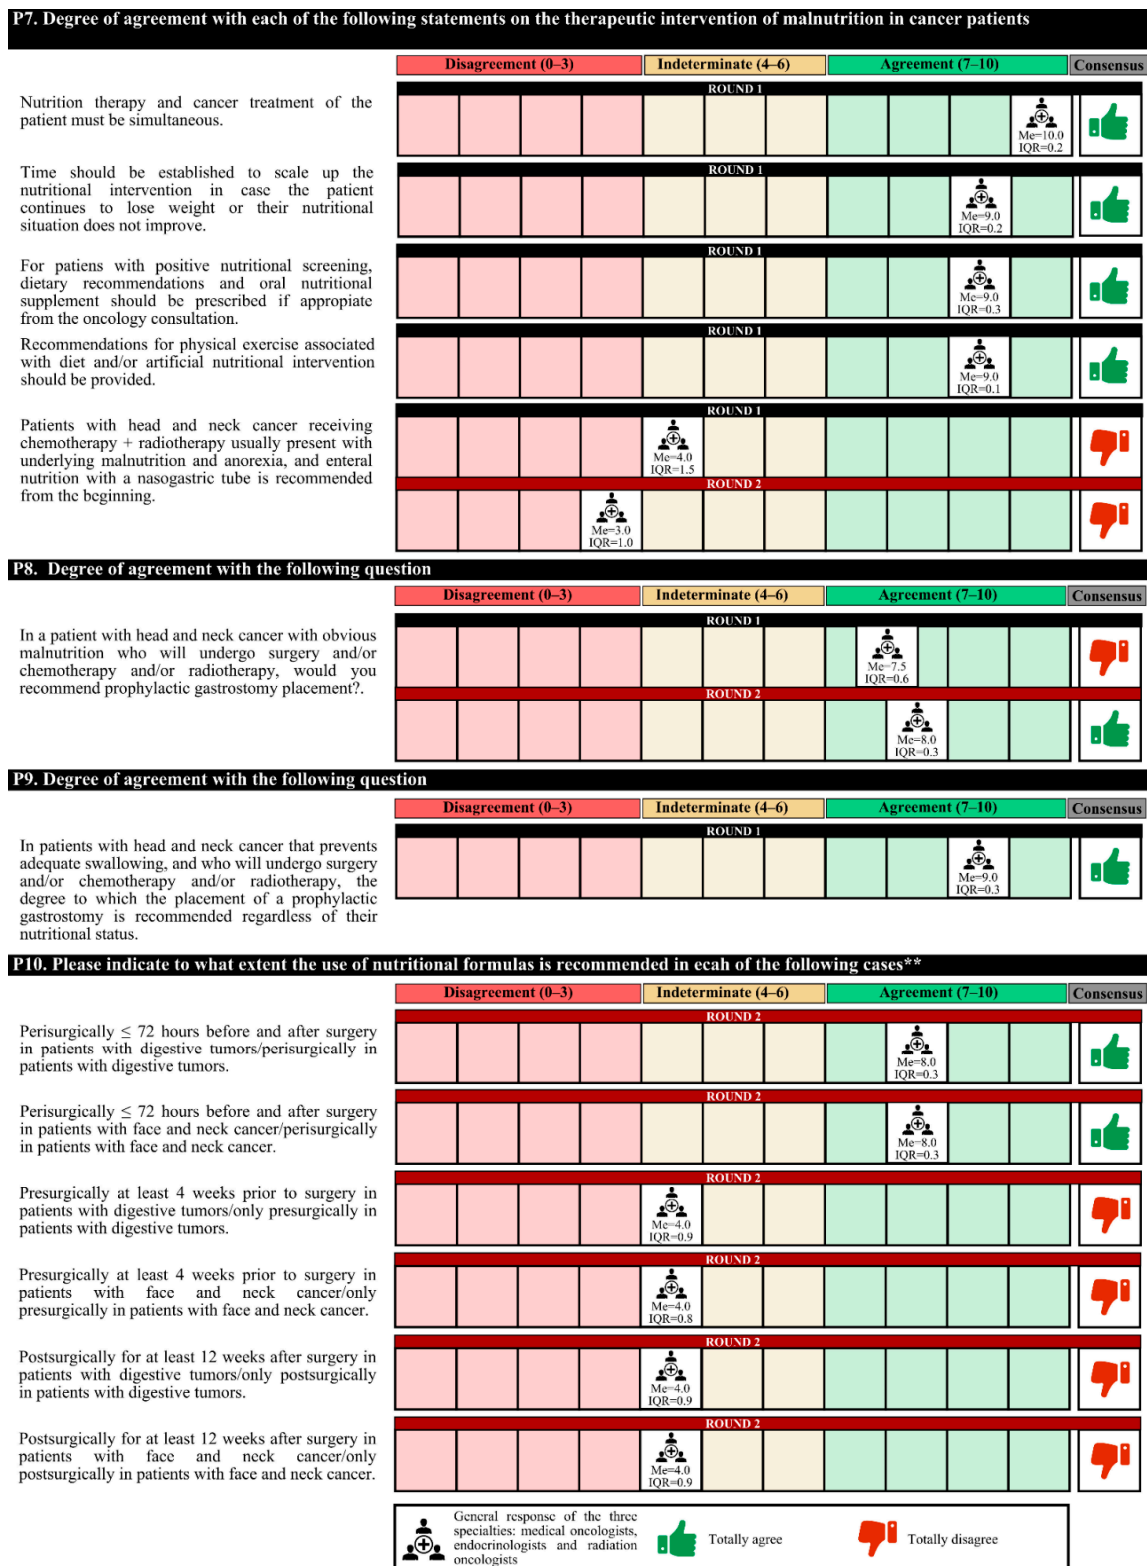 P7. Degree of agreement with each of the following statements on the therapeutic intervention of malnutrition in cancer patients
Disagreement (0–3) Indeterminate (4–6) Agreement (7–10) Consensus
ROUND 1
Nutrition therapy and cancer treatment of the
patient must be simultaneous.
Me=10.0
IQR=0.2
ROUND 1
Time should be established to scale up the
nutritional intervention in case the patient
continues to lose weight or their nutritional
situation does not improve.
Me=9.0
IQR=0.2
ROUND 1
For patiens with positive nutritional screening,
dietary recommendations and oral nutritional
supplement should be prescribed if appropiate
from the oncology consultation.
Me=9.0
IQR=0.3
ROUND 1
Recommendations for physical exercise associated
with diet and/or artificial nutritional intervention
should be provided.
Me=9.0
IQR=0.1
ROUND 1
Patients with head and neck cancer receiving
chemotherapy + radiotherapy usually present with
underlying malnutrition and anorexia, and enteral
nutrition with a nasogastric tube is recommended
from the beginning.
Me=4.0
IQR=1.5
ROUND 2
Me=3.0
IQR=1.0
P8. Degree of agreement with the following question
Disagreement (0–3) Indeterminate (4–6) Agreement (7–10) Consensus
ROUND 1
In a patient with head and neck cancer with obvious
malnutrition who will undergo surgery and/or
chemotherapy and/or radiotherapy, would you
recommend prophylactic gastrostomy placement?.
Me=7.5
IQR=0.6
ROUND 2
Me=8.0
IQR=0.3
P9. Degree of agreement with the following question
Disagreement (0–3) Indeterminate (4–6) Agreement (7–10) Consensus
ROUND 1
In patients with head and neck cancer that prevents
adequate swallowing, and who will undergo surgery
and/or chemotherapy and/or radiotherapy, the
degree to which the placement of a prophylactic
gastrostomy is recommended regardless of their
nutritional status.
Me=9.0
IQR=0.3
P10. Please indicate to what extent the use of nutritional formulas is recommended in ecah of the following cases**
Disagreement (0–3) Indeterminate (4–6) Agreement (7–10) Consensus
ROUND 2
Perisurgically ≤ 72 hours before and after surgery
in patients with digestive tumors/perisurgically in
patients with digestive tumors.
Me=8.0
IQR=0.3
ROUND 2
Perisurgically ≤ 72 hours before and after surgery
in patients with face and neck cancer/perisurgically
in patients with face and neck cancer.
Me=8.0
IQR=0.3
ROUND 2
Presurgically at least 4 weeks prior to surgery in
patients with digestive tumors/only presurgically in
patients with digestive tumors.
Me=4.0
IQR=0.9
ROUND 2
Presurgically at least 4 weeks prior to surgery in
patients with face and neck cancer/only
presurgically in patients with face and neck cancer.
Me=4.0
IQR=0.8
ROUND 2
Postsurgically for at least 12 weeks after surgery in
patients with digestive tumors/only postsurgically
in patients with digestive tumors.
Me=4.0
IQR=0.9
ROUND 2
Postsurgically for at least 12 weeks after surgery in
patients with face and neck cancer/only
postsurgically in patients with face and neck cancer.
Me=4.0
IQR=0.9
General response of the three
specialties: medical oncologists,
endocrinologists and radiation
oncologists
Totally agree
Totally disagree